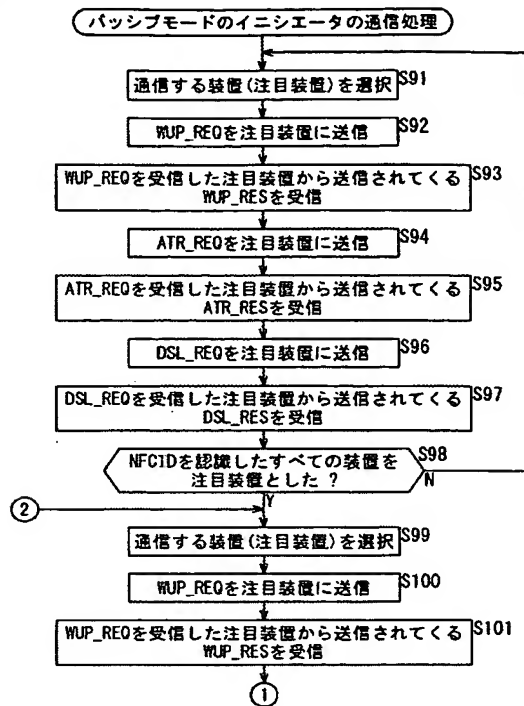 パッシブモードのイニシエータの通信処理
通信する装置(注目装置)を選択 S91
WUP_REQを注目装置に送信 S92
WUP_REQを受信した注目装置から送信されてくる S93
WUP_RESを受信
ATR_REQを注目装置に送信 S94
ATR_REQを受信した注目装置から送信されてくる S95
ATR_RESを受信
DSL_REQを注目装置に送信 S96
DSL_REQを受信した注目装置から送信されてくる S97
DSL_RESを受信
NFCIDを認識したすべての装置を S98
注目装置とした ? N
Y
②
通信する装置(注目装置)を選択 S99
WUP_REQを注目装置に送信 S100
WUP_REQを受信した注目装置から送信されてくる S101
WUP_RESを受信
①